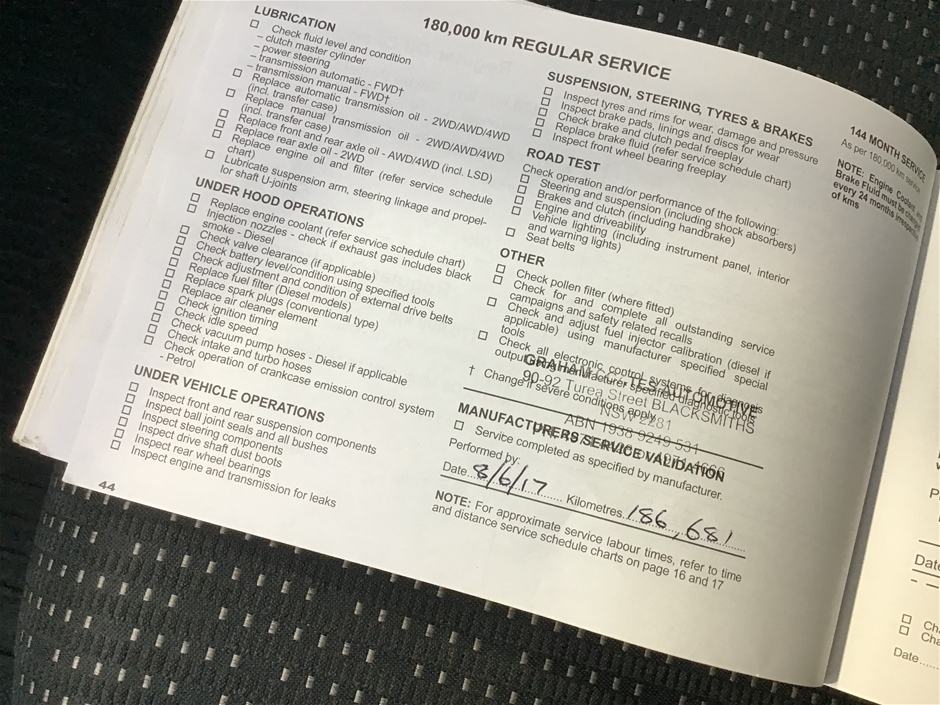 180,000 km REGULAR SERVICE
LUBRICATION
Check fluid level and condition
– clutch master cylinder
– power steering
– transmission automatic - FWD†
– transmission manual - FWD†
Replace automatic transmission oil - 2WD/AWD/4WD
(incl. transfer case)
Replace manual transmission oil - 2WD/AWD/4WD
(incl. transfer case)
Replace front and rear axle oil - AWD/4WD (incl. LSD)
Replace rear axle oil - 2WD
Replace engine oil and filter (refer service schedule
chart)
Lubricate suspension arm, steering linkage and propel-
lor shaft U-joints
UNDER HOOD OPERATIONS
Replace engine coolant (refer service schedule chart)
Injection nozzles - check if exhaust gas includes black
smoke - Diesel
Check valve clearance (if applicable)
Check battery level/condition using specified tools
Check adjustment and condition of external drive belts
Replace fuel filter (Diesel models)
Replace spark plugs (conventional type)
Replace air cleaner element
Check ignition timing
Check idle speed
Check vacuum pump hoses - Diesel if applicable
Check intake and turbo hoses
Check operation of crankcase emission control system
- Petrol
UNDER VEHICLE OPERATIONS
Inspect front and rear suspension components
Inspect ball joint seals and all bushes
Inspect steering components
Inspect drive shaft dust boots
Inspect rear wheel bearings
Inspect engine and transmission for leaks
44
SUSPENSION, STEERING, TYRES & BRAKES
Inspect tyres and rims for wear, damage and pressure
Inspect brake pads, linings and discs for wear
Check brake and clutch pedal freeplay
Replace brake fluid (refer service schedule chart)
Inspect front wheel bearing freeplay
ROAD TEST
Check operation and/or performance of the following:
Steering and suspension (including shock absorbers)
Brakes and clutch (including handbrake)
Engine and driveability
Vehicle lighting (including instrument panel, interior
and warning lights)
Seat belts
OTHER
Check pollen filter (where fitted)
Check for and complete all outstanding service
campaigns and safety related recalls
Check and adjust fuel injector calibration (diesel if
applicable) using manufacturer specified special
tools
Check all electronic control systems for diagnosis
output using manufacturer specified diagnostic tool
† Change if severe conditions apply
GRAHAM AUTOMOTIVE
90-92 Turea Street BLACKSMITHS
NSW 2281
ABN 1938 9249 531
MANUFACTURERS SERVICE VALIDATION
Service completed as specified by manufacturer.
Performed by:
Date 8/6/17 Kilometres 186,681
NOTE: For approximate service labour times, refer to time
and distance service schedule charts on page 16 and 17
144 MONTH SERVICE
As per 180,000 km service
NOTE: Engine Coolant and
Brake Fluid must be changed
every 24 months irrespective
of kms
Date
Cha
Date